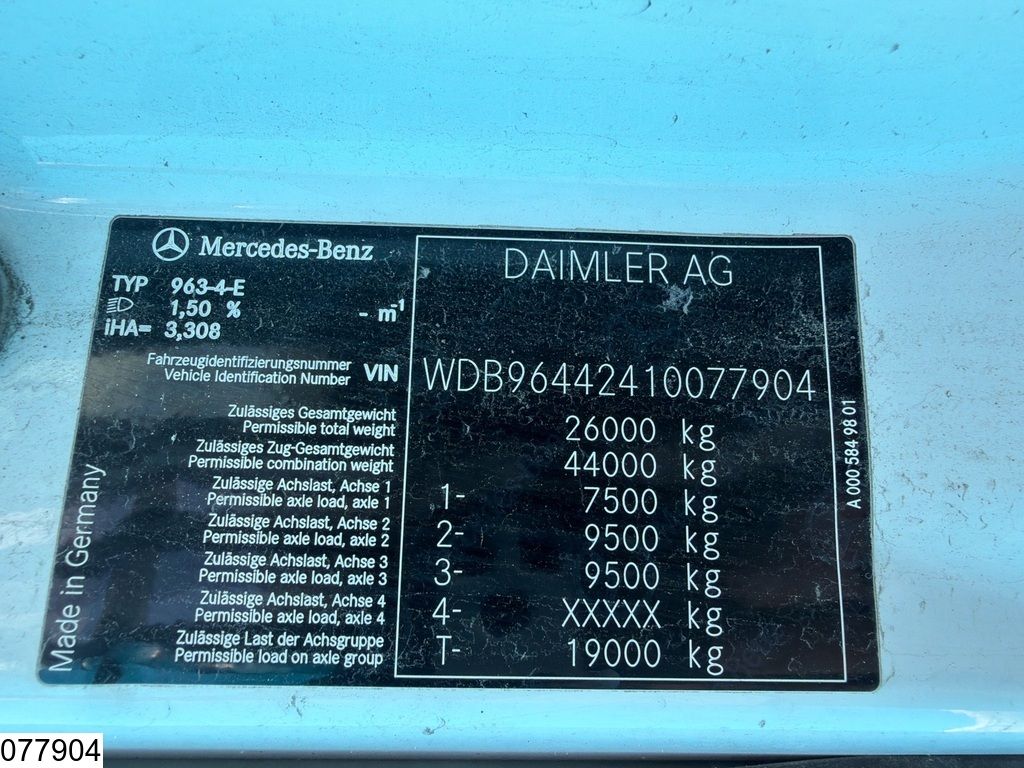 Mercedes-Benz
DAIMLER AG
TYP 963-4-E
1,50 % - m⁻¹
iHA= 3,308
Fahrzeugidentifizierungsnummer
Vehicle Identification Number VIN WDB96442410077904
Zulässiges Gesamtgewicht
Permissible total weight 26000 kg
Zulässiges Zug-Gesamtgewicht
Permissible combination weight 44000 kg
Zulässige Achslast, Achse 1
Permissible axle load, axle 1 1- 7500 kg
Zulässige Achslast, Achse 2
Permissible axle load, axle 2 2- 9500 kg
Zulässige Achslast, Achse 3
Permissible axle load, axle 3 3- 9500 kg
Zulässige Achslast, Achse 4
Permissible axle load, axle 4 4- XXXXX kg
Zulässige Last der Achsgruppe
Permissible load on axle group T- 19000 kg
Made in Germany
A 000 584 98 01
077904